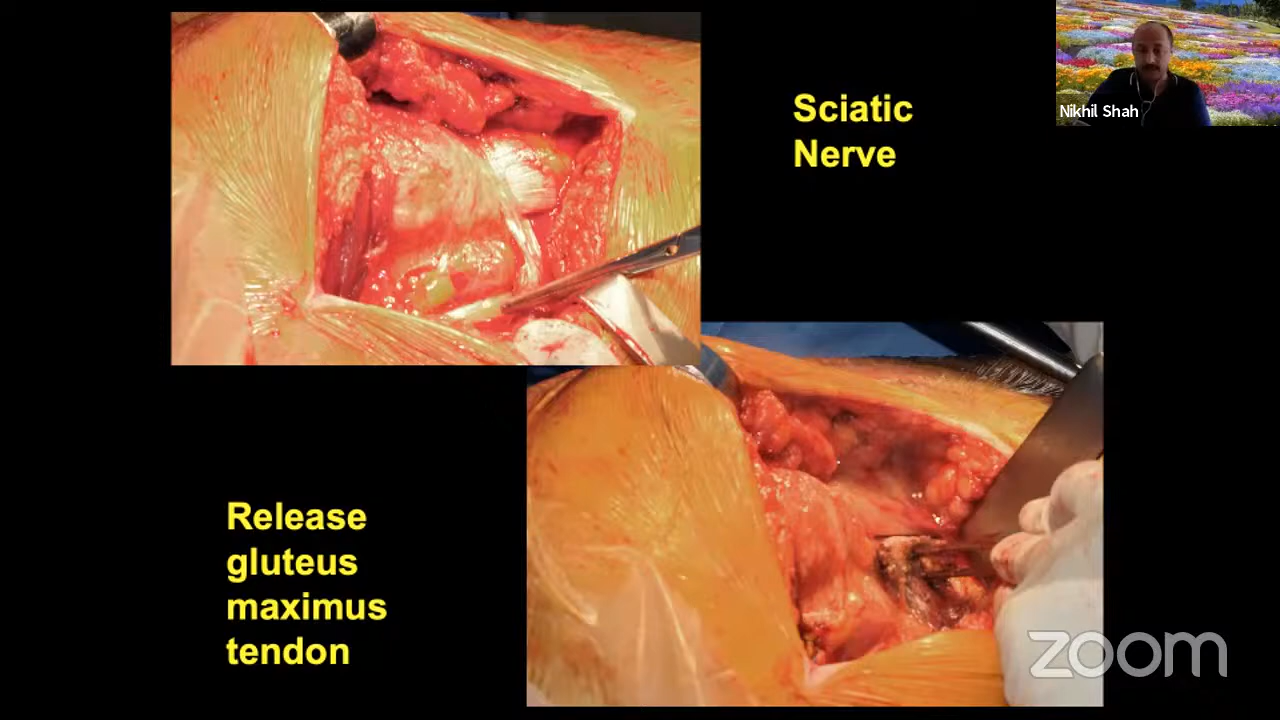 Sciatic
Nerve
Nikhil Shah
Release
gluteus
maximus
tendon
zoom